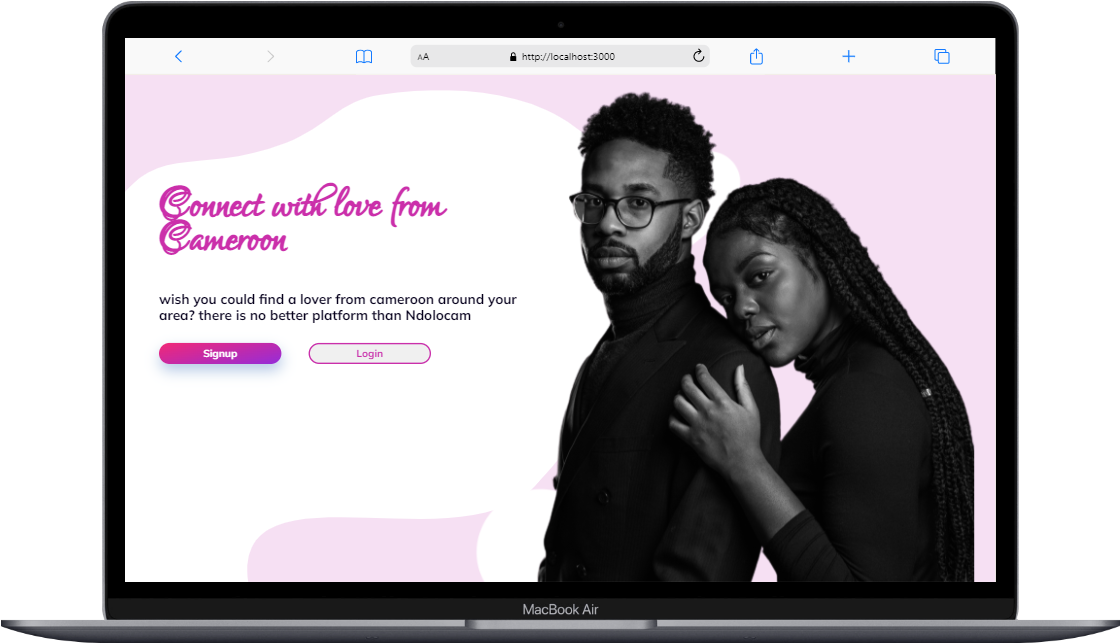 AA http://localhost:3000
Connect with love from
Cameroon
wish you could find a lover from cameroon around your
area? there is no better platform than Ndolocam
Signup Login
MacBook Air